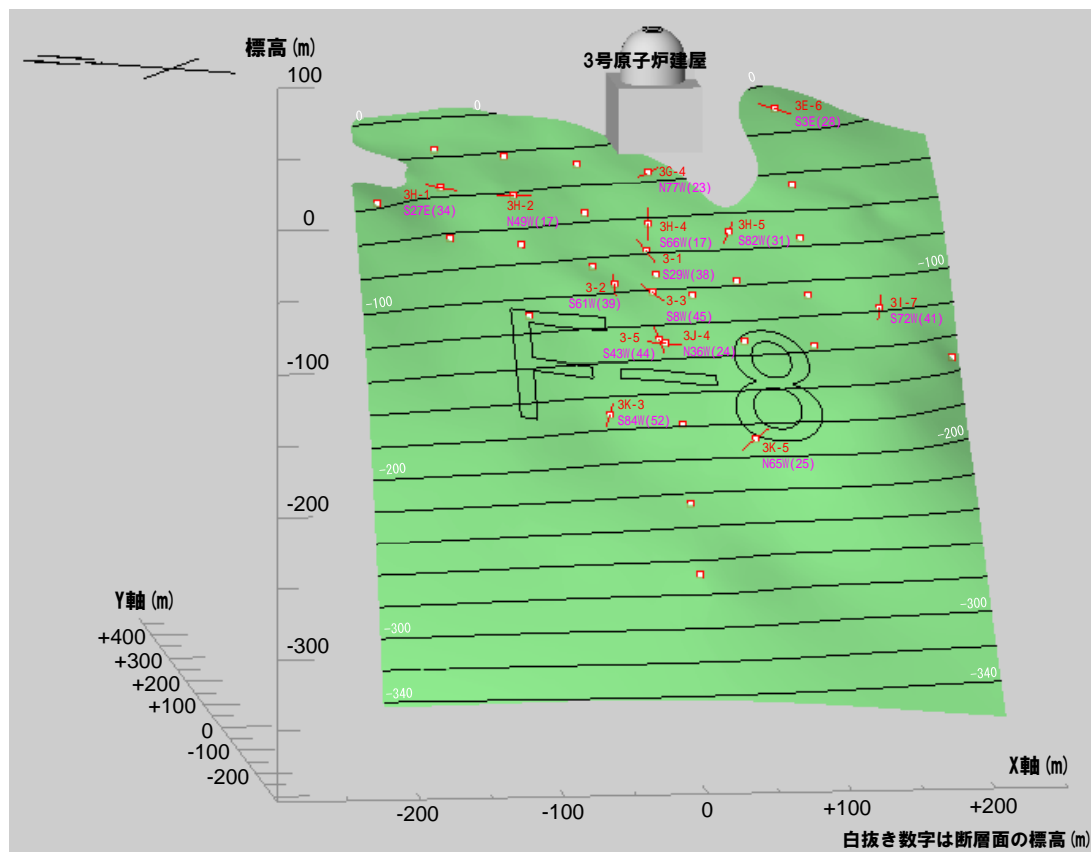 標高(m)
3号原子炉建屋
100
0
-100
-200
-300
0
0
0
3E-6
S3E(28)
3G-4
N77W(23)
3H-1
S27E(34)
3H-2
N49W(17)
3H-4
S66W(17)
3H-5
S82W(31)
3-1
S29W(38)
-100
-100
3-2
S61W(39)
3-3
S8W(45)
3I-7
S72W(41)
3-5
S43W(44)
3J-4
N36W(24)
F-8
3K-3
S84W(52)
3K-5
N65W(25)
-200
-200
-300
-300
-340
-340
Y軸(m)
+400
+300
+200
+100
0
-100
-200
X軸(m)
-200
-100
0
+100
+200
白抜き数字は断層面の標高(m)